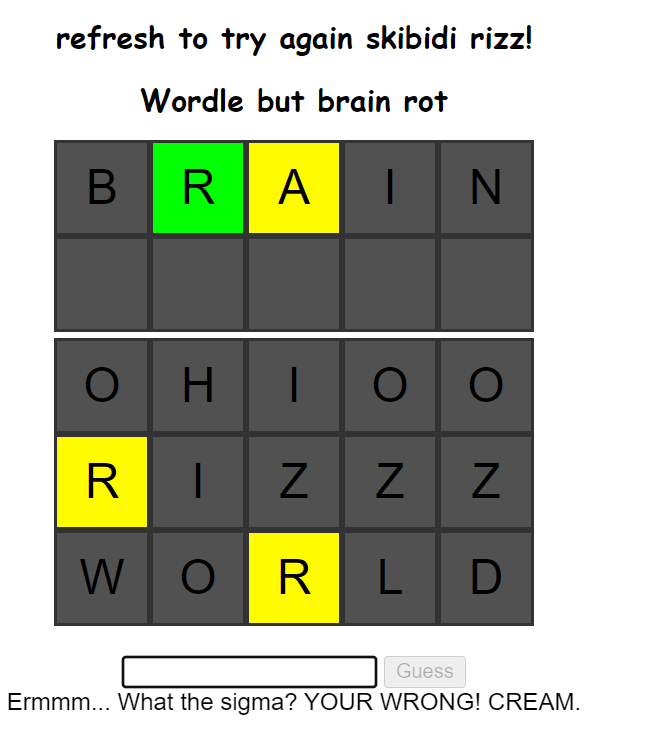 refresh to try again skibidi rizz!
Wordle but brain rot
B R A I N
O H I O O
R I Z Z Z
W O R L D
Guess
Ermmm... What the sigma? YOUR WRONG! CREAM.